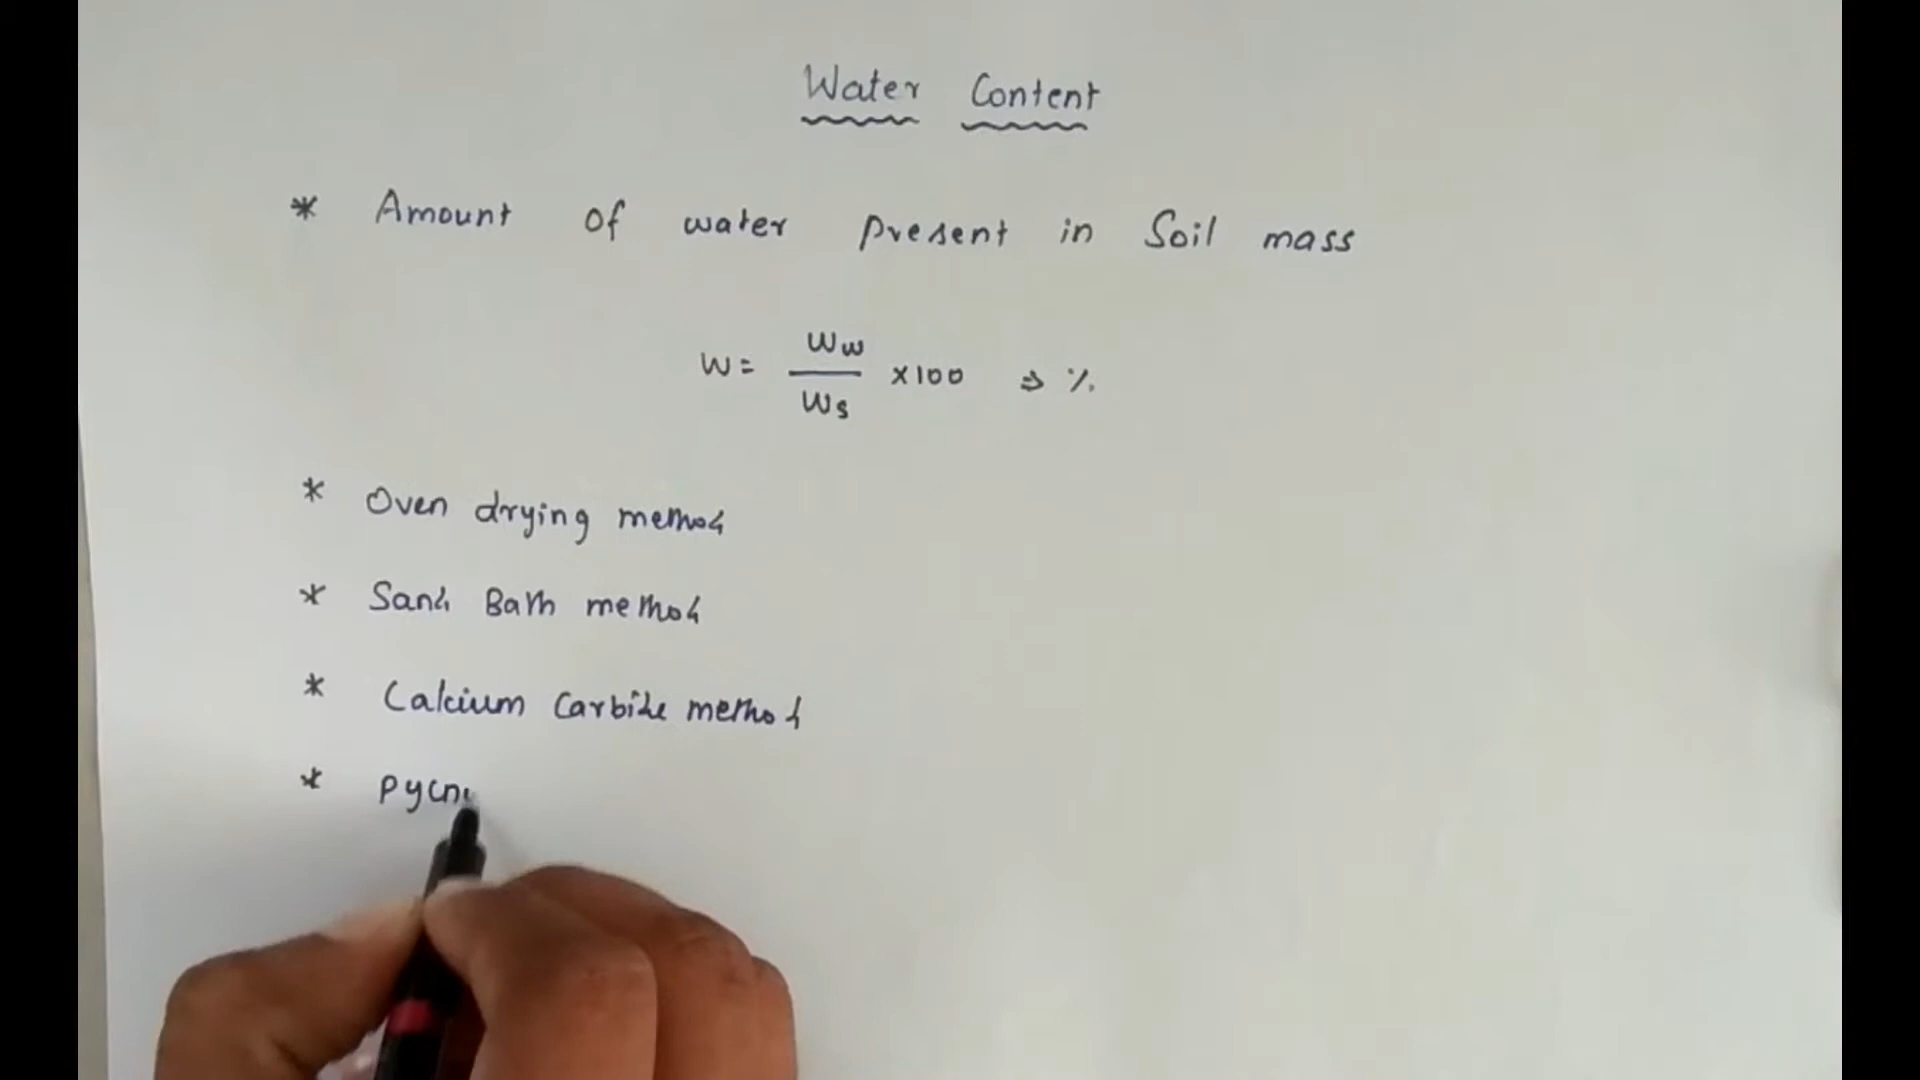 Water Content
* Amount of water present in Soil mass
W = Ww / Ws ×100 ⇒ %
* Oven drying method
* Sand Bath method
* Calcium Carbide method
* Pycn